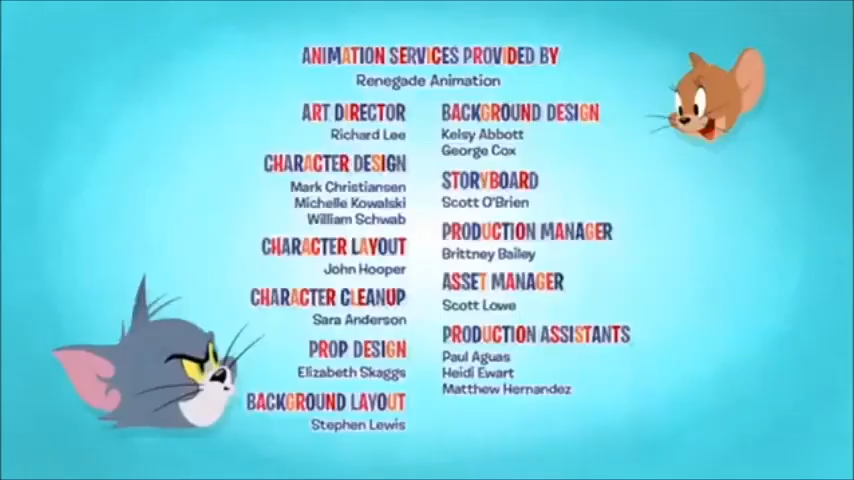 ANIMATION SERVICES PROVIDED BY
Renegade Animation
ART DIRECTOR
Richard Lee
CHARACTER DESIGN
Mark Christiansen
Michelle Kowalski
William Schwab
CHARACTER LAYOUT
John Hooper
CHARACTER CLEANUP
Sara Anderson
PROP DESIGN
Elizabeth Skaggs
BACKGROUND LAYOUT
Stephen Lewis
BACKGROUND DESIGN
Kelsy Abbott
George Cox
STORYBOARD
Scott O'Brien
PRODUCTION MANAGER
Brittney Bailey
ASSET MANAGER
Scott Lowe
PRODUCTION ASSISTANTS
Paul Aguas
Heidi Ewart
Matthew Hernandez